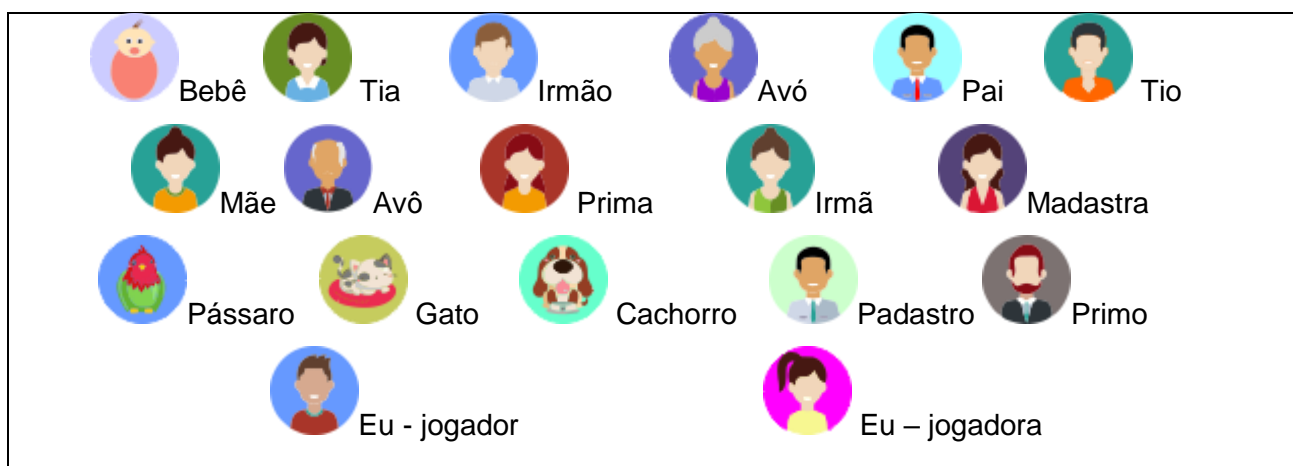 Bebê Tia Irmão Avó Pai Tio
Mãe Avô Prima Irmã Madastra
Pássaro Gato Cachorro Padastro Primo
Eu - jogador Eu – jogadora